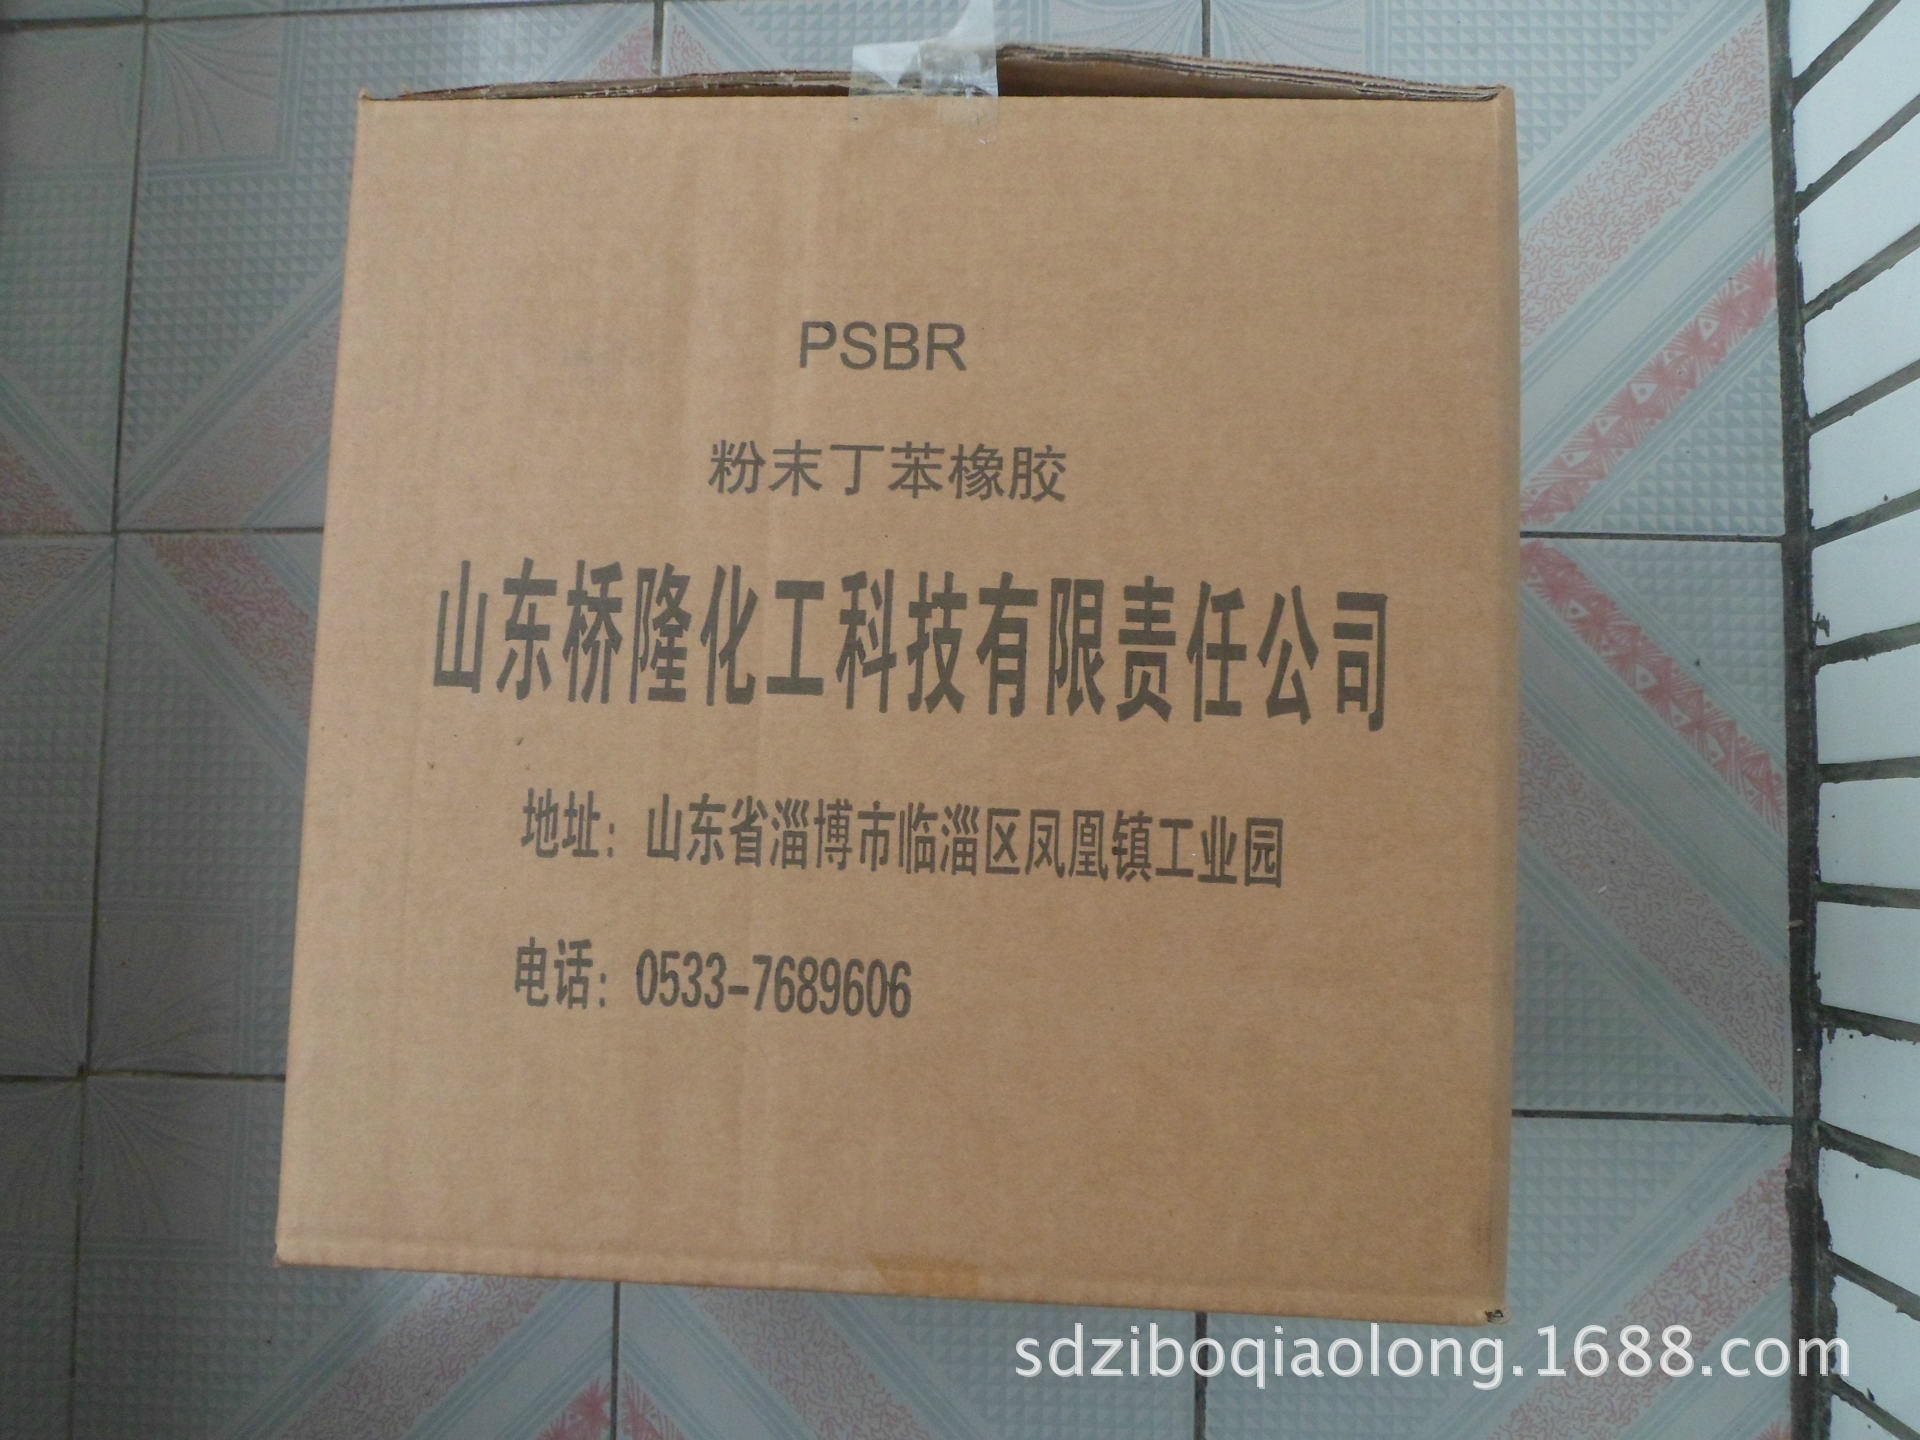 PSBR
粉末丁苯橡胶
山东桥隆化工科技有限责任公司
地址：山东省淄博市临淄区凤凰镇工业园
电话：0533-7689606
sdziboqiaolong.1688.com